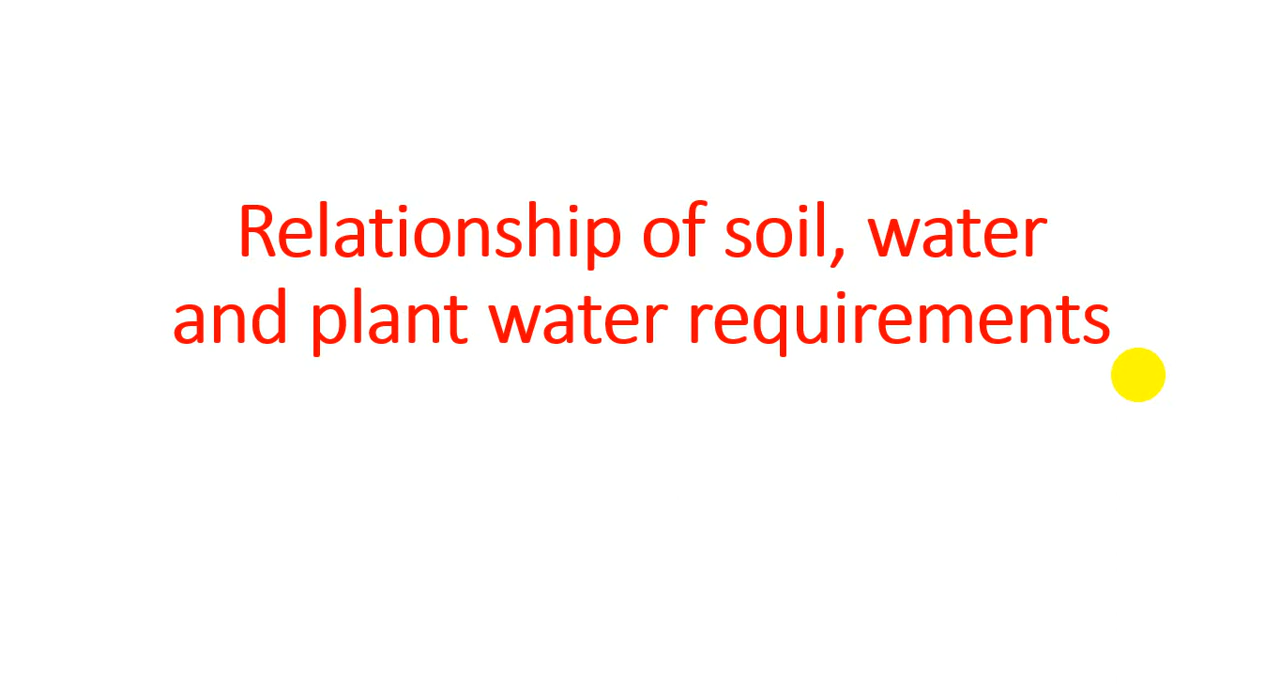 Relationship of soil, water
and plant water requirements